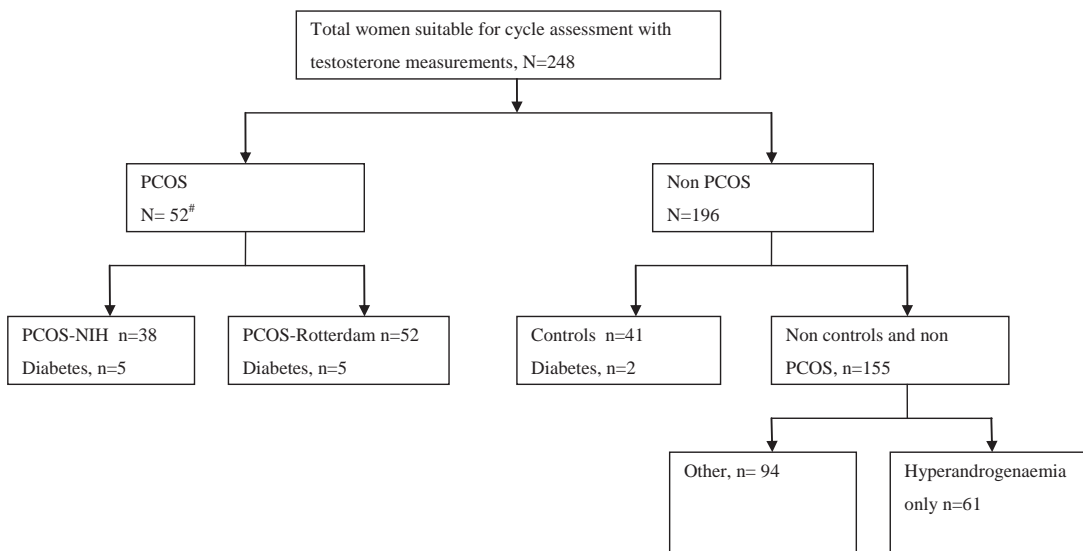 Total women suitable for cycle assessment with
testosterone measurements, N=248
PCOS
N= 52#
Non PCOS
N=196
PCOS-NIH n=38
Diabetes, n=5
PCOS-Rotterdam n=52
Diabetes, n=5
Controls n=41
Diabetes, n=2
Non controls and non
PCOS, n=155
Other, n= 94
Hyperandrogenaemia
only n=61